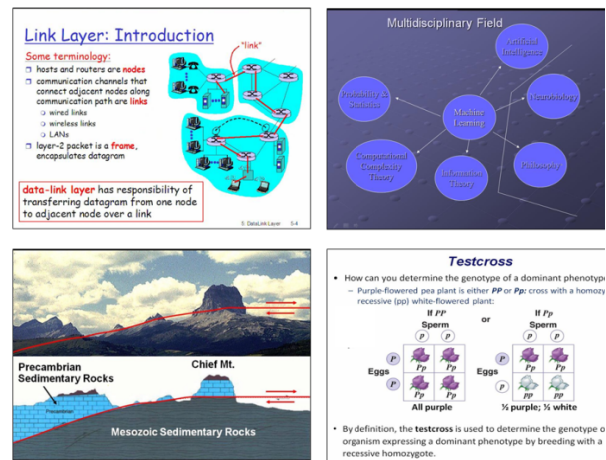 Link Layer: Introduction
Some terminology:
hosts and routers are nodes
communication channels that
connect adjacent nodes along
communication path are links
wired links
wireless links
LANs
layer-2 packet is a frame,
encapsulates datagram
"link"
data-link layer has responsibility of
transferring datagram from one node
to adjacent node over a link
5: DataLink Layer 5-4
Multidisciplinary Field
Artificial
Intelligence
Probability &
Statistics
Neurobiology
Machine
Learning
Computational
Complexity
Theory
Information
Theory
Philosophy
Precambrian
Sedimentary Rocks
Chief Mt.
Precambrian
Mesozoic Sedimentary Rocks
Testcross
• How can you determine the genotype of a dominant phenotype
– Purple-flowered pea plant is either PP or Pp: cross with a homozy
recessive (pp) white-flowered plant:
If PP or If Pp
Sperm Sperm
p p p p
P Pp Pp P Pp Pp
Eggs Eggs
P Pp Pp p pp pp
All purple ½ purple; ½ white
• By definition, the testcross is used to determine the genotype o
organism expressing a dominant phenotype by breeding with a
recessive homozygote.